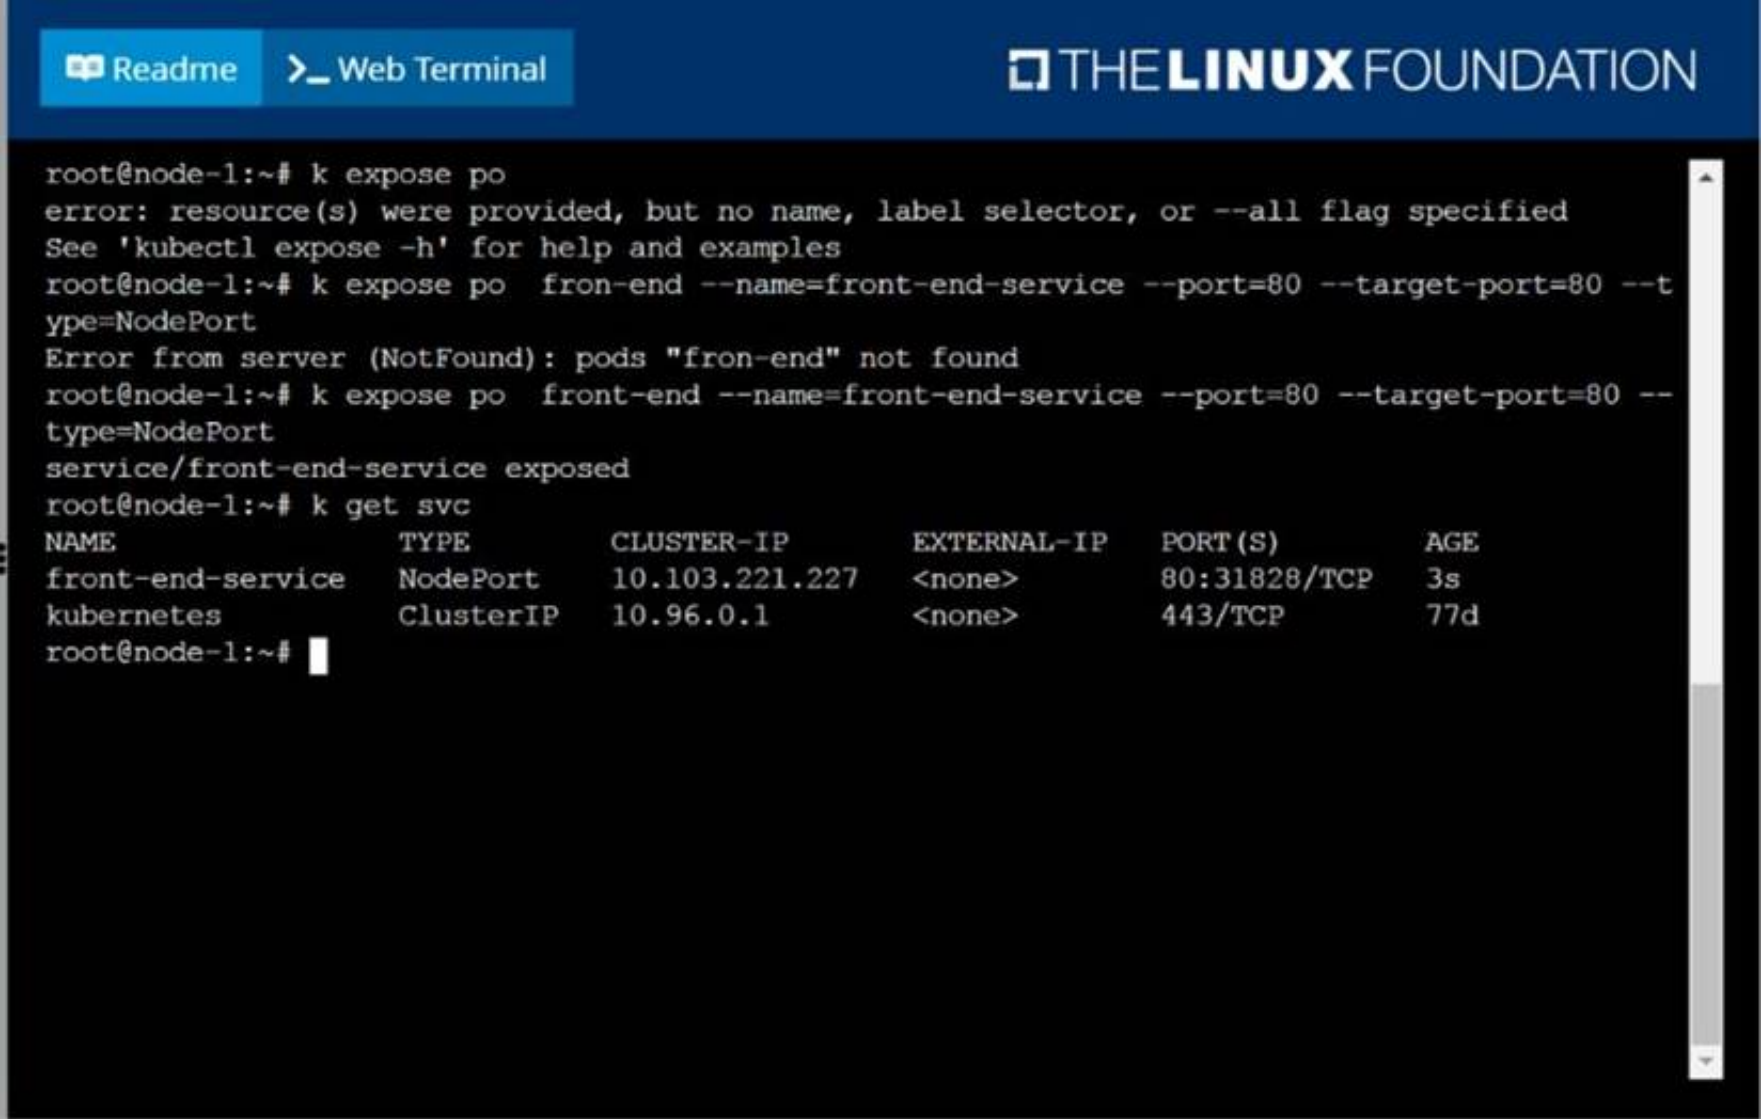 Readme
>_ Web Terminal
THE LINUX FOUNDATION
root@node-1:~# k expose po
error: resource(s) were provided, but no name, label selector, or --all flag specified
See 'kubectl expose -h' for help and examples
root@node-1:~# k expose po  fron-end --name=front-end-service --port=80 --target-port=80 --t
ype=NodePort
Error from server (NotFound): pods "fron-end" not found
root@node-1:~# k expose po  front-end --name=front-end-service --port=80 --target-port=80 --
type=NodePort
service/front-end-service exposed
root@node-1:~# k get svc
NAME                TYPE        CLUSTER-IP       EXTERNAL-IP   PORT(S)        AGE
front-end-service   NodePort    10.103.221.227   <none>        80:31828/TCP   3s
kubernetes          ClusterIP   10.96.0.1        <none>        443/TCP        77d
root@node-1:~#